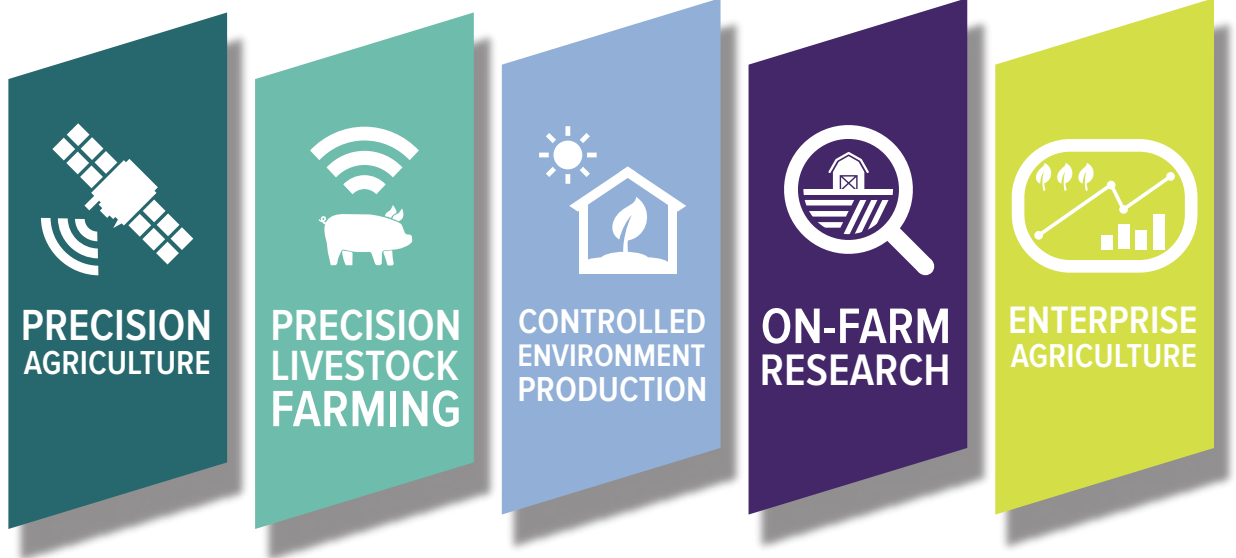 PRECISION
AGRICULTURE
PRECISION
LIVESTOCK
FARMING
CONTROLLED
ENVIRONMENT
PRODUCTION
ON-FARM
RESEARCH
ENTERPRISE
AGRICULTURE